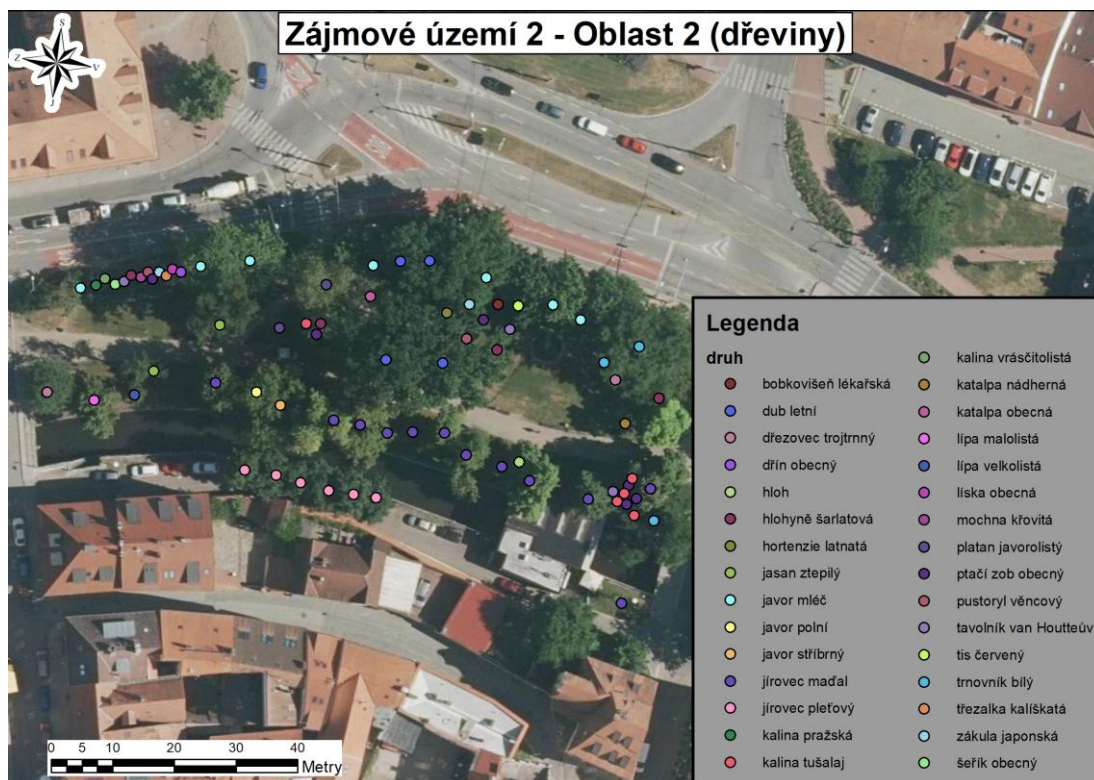 Zájmové území 2 - Oblast 2 (dřeviny)
S
Z
V
J
Legenda
druh
bobkovišeň lékařská
dub letní
dřezovec trojtrnný
dřín obecný
hloh
hlohyně šarlatová
hortenzie latnatá
jasan ztepilý
javor mléč
javor polní
javor stříbrný
jírovec maďal
jírovec pleťový
kalina pražská
kalina tušalaj
kalina vrásčitolistá
katalpa nádherná
katalpa obecná
lípa malolistá
lípa velkolistá
líska obecná
mochna křovitá
platan javorolistý
ptačí zob obecný
pustoryl věncový
tavolník van Houtteův
tis červený
trnovník bílý
třezalka kalíškatá
zákula japonská
šeřík obecný
0 5 10 20 30 40
Metry